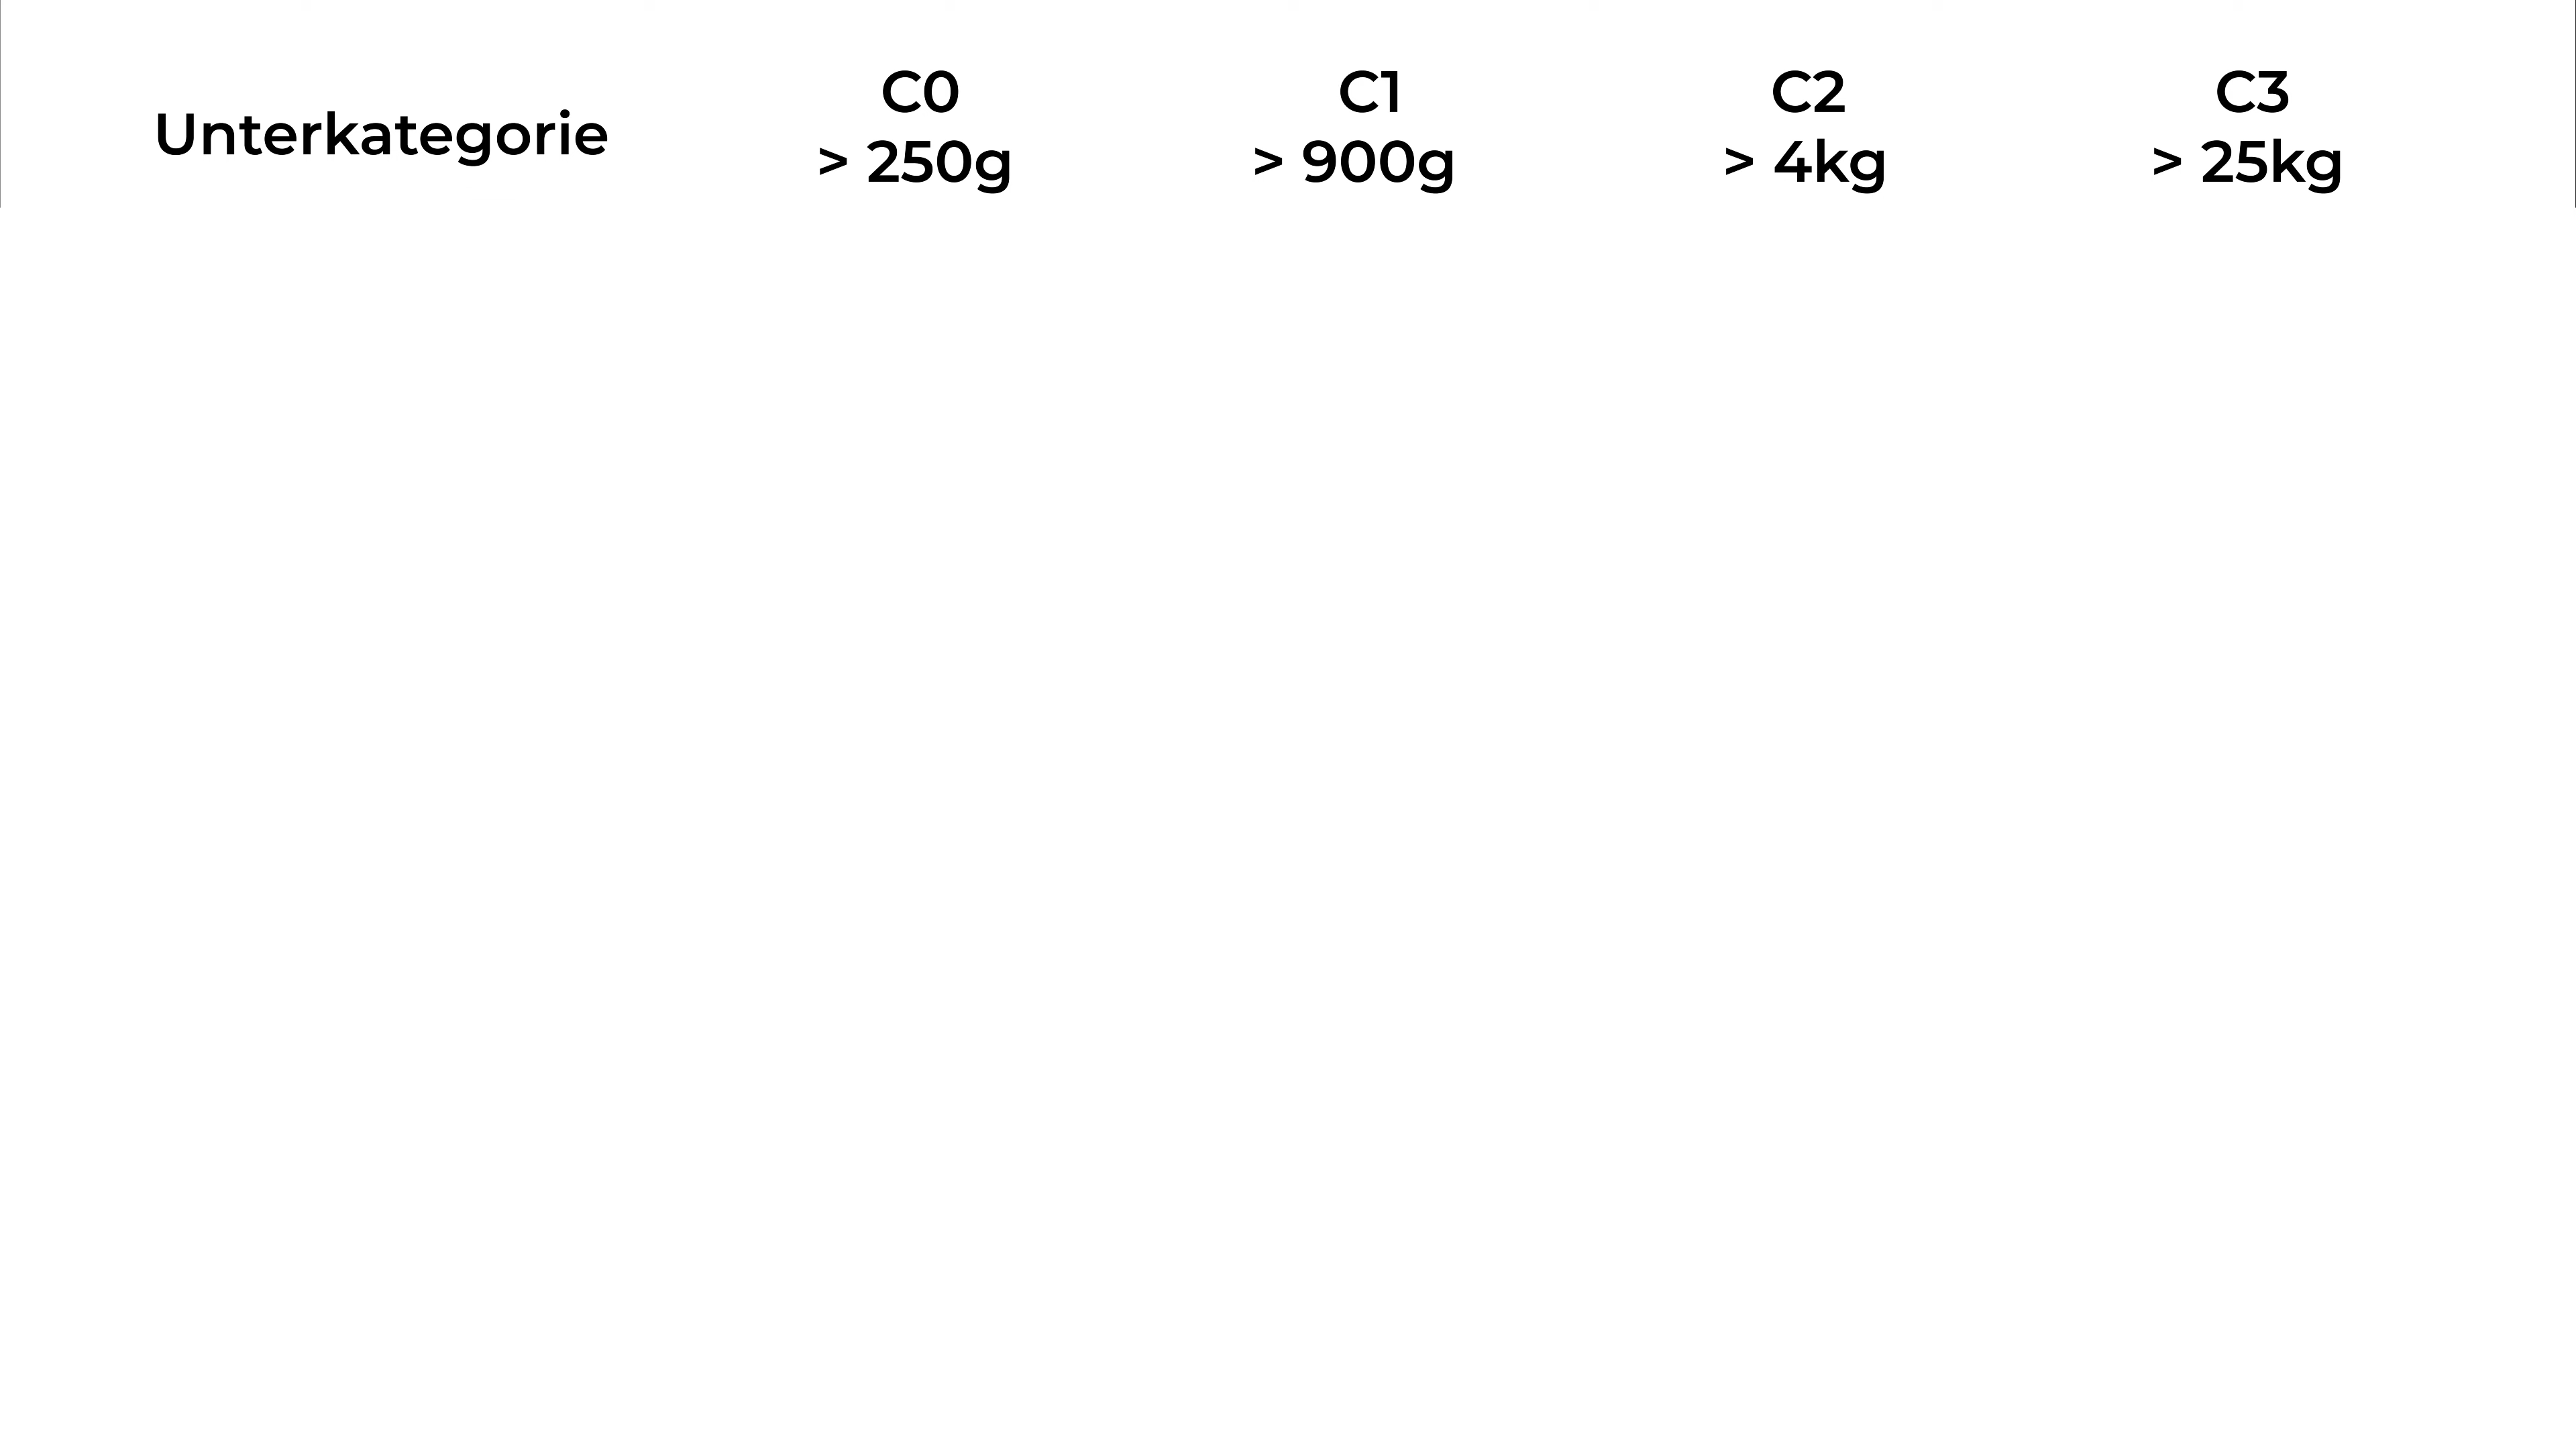 Unterkategorie
C0
> 250g
C1
> 900g
C2
> 4kg
C3
> 25kg